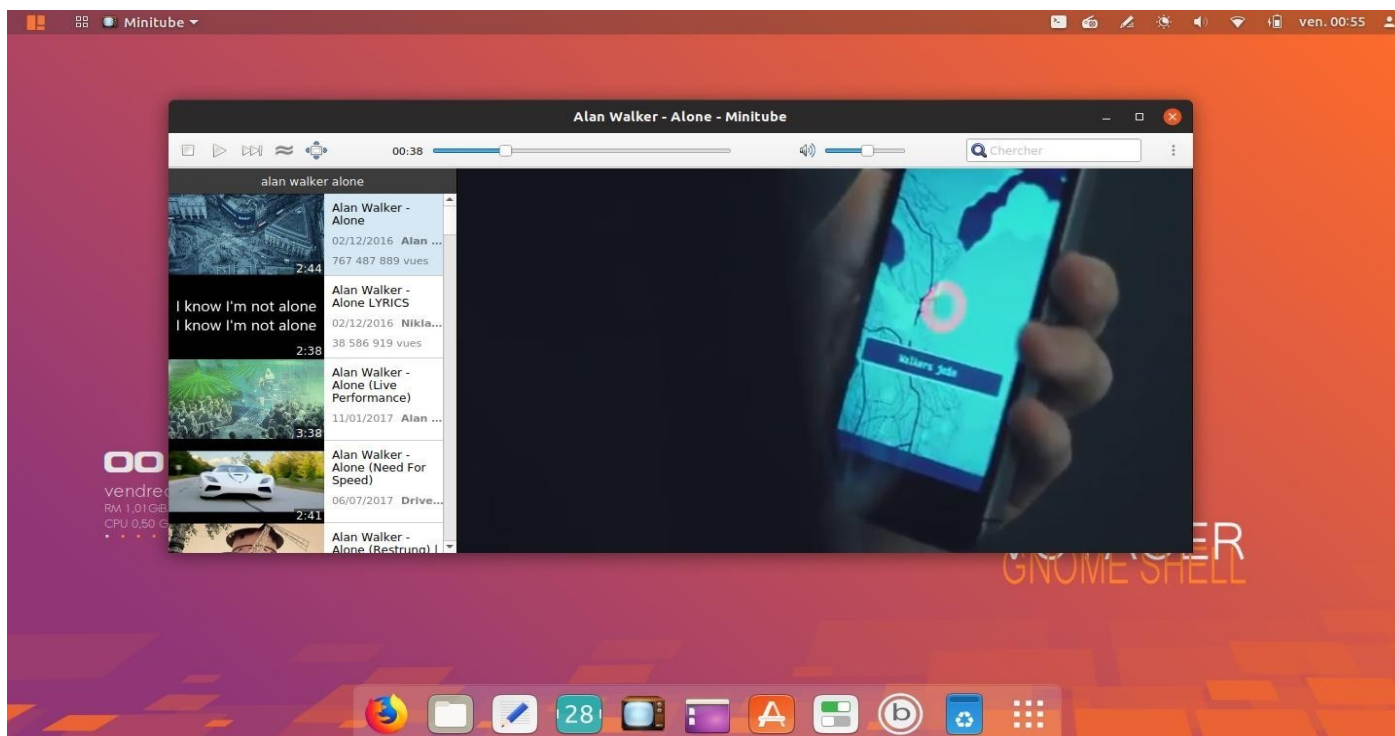 Minitube
ven. 00:55
Alan Walker - Alone - Minitube
00:38
Chercher
alan walker alone
Alan Walker -
Alone
02/12/2016 Alan ...
767 487 889 vues
2:44
I know I'm not alone
I know I'm not alone
2:38
Alan Walker -
Alone LYRICS
02/12/2016 Nikla...
38 586 919 vues
Alan Walker -
Alone (Live
Performance)
11/01/2017 Alan ...
3:38
Alan Walker -
Alone (Need For
Speed)
06/07/2017 Drive...
2:41
Alan Walker -
Alone (Restrung) |
Walkers join
vendred
RM 1,01GiB
CPU 0,50 G
GNOME SHELL
28